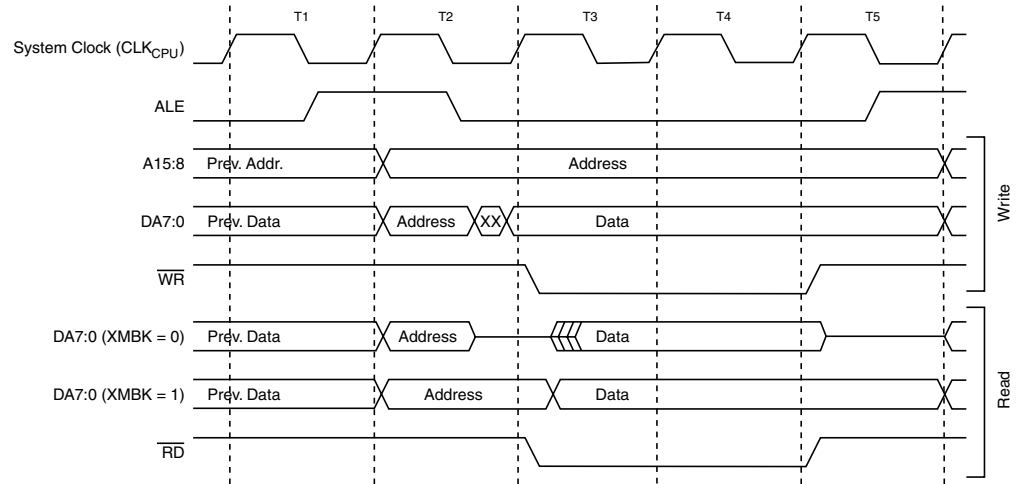 T1 T2 T3 T4 T5
System Clock (CLKCPU)
ALE
A15:8 Prev. Addr. Address
DA7:0 Prev. Data Address XX Data
WR
Write
DA7:0 (XMBK = 0) Prev. Data Address Data
DA7:0 (XMBK = 1) Prev. Data Address Data
RD
Read